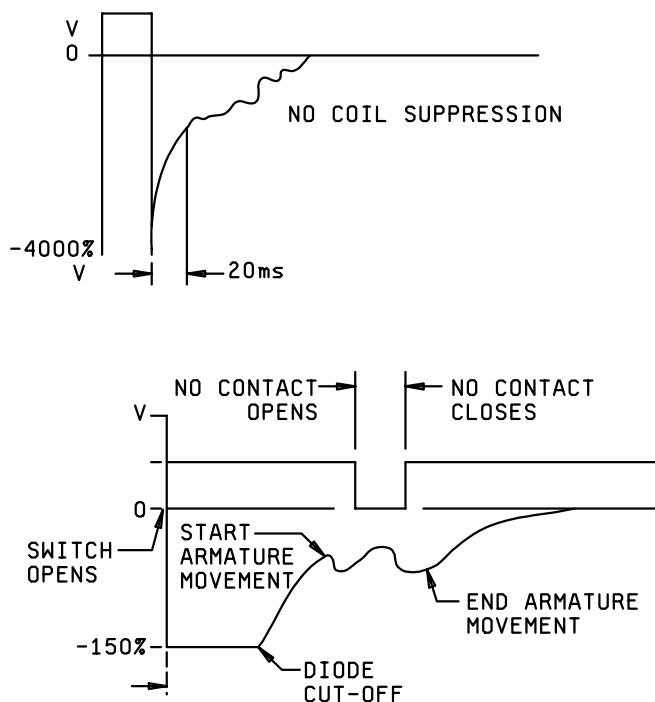 V
0
NO COIL SUPPRESSION
-4000%
V
20ms
NO CONTACT
OPENS
NO CONTACT
CLOSES
V
0
SWITCH
OPENS
START
ARMATURE
MOVEMENT
END ARMATURE
MOVEMENT
-150%
DIODE
CUT-OFF